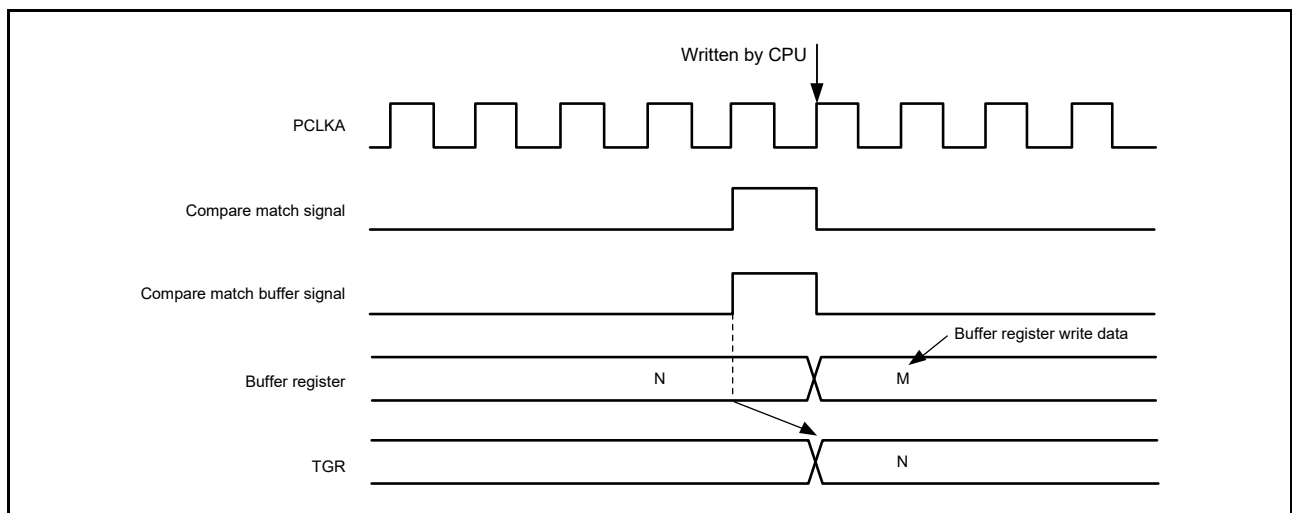 Written by CPU
PCLKA
Compare match signal
Compare match buffer signal
Buffer register write data
Buffer register
N
M
TGR
N